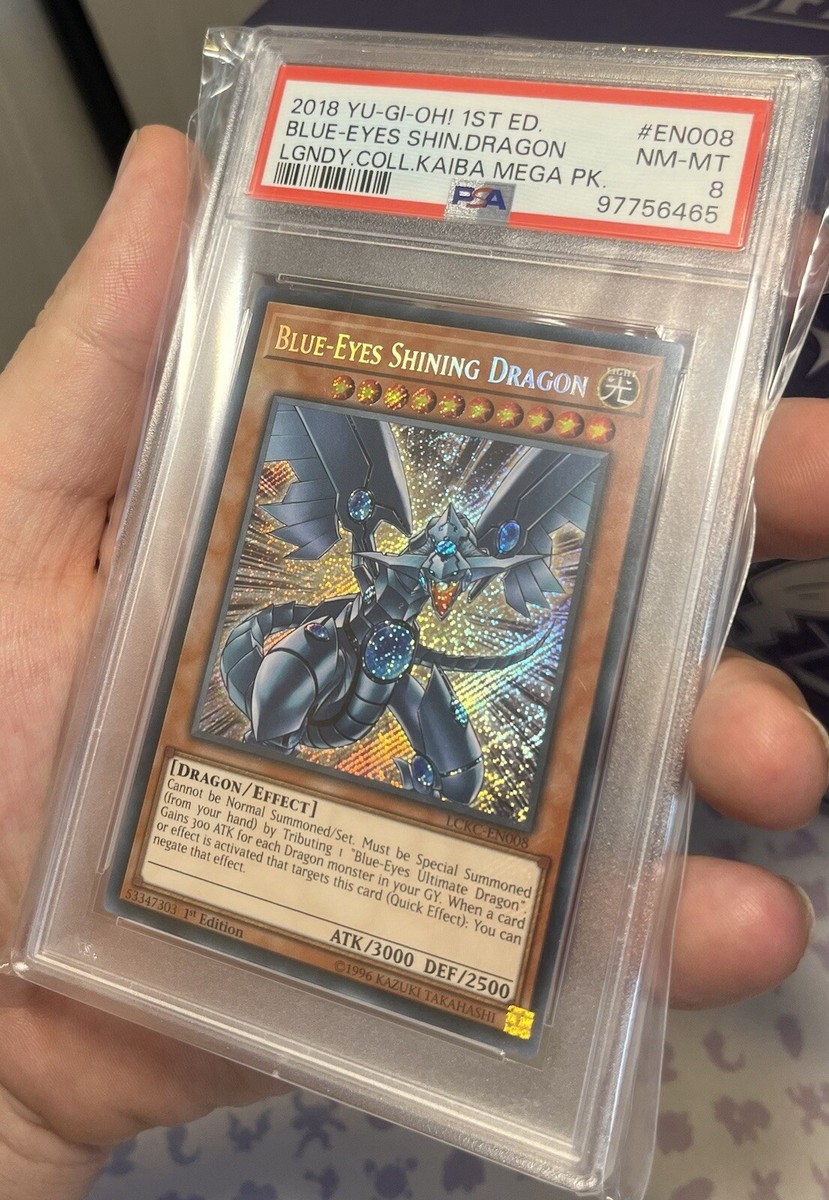 2018 YU-GI-OH! 1ST ED.
#EN008
BLUE-EYES SHIN.DRAGON
NM-MT
LGNDY.COLL.KAIBA MEGA PK.
8
PSA
97756465
BLUE-EYES SHINING DRAGON
LIGHT
光
LCKC-EN008
[DRAGON/EFFECT]
Cannot be Normal Summoned/Set. Must be Special Summoned
(from your hand) by Tributing 1 "Blue-Eyes Ultimate Dragon".
Gains 300 ATK for each Dragon monster in your GY. When a card
or effect is activated that targets this card (Quick Effect): You can
negate that effect.
ATK/3000 DEF/2500
53347303 1st Edition
©1996 KAZUKI TAKAHASHI